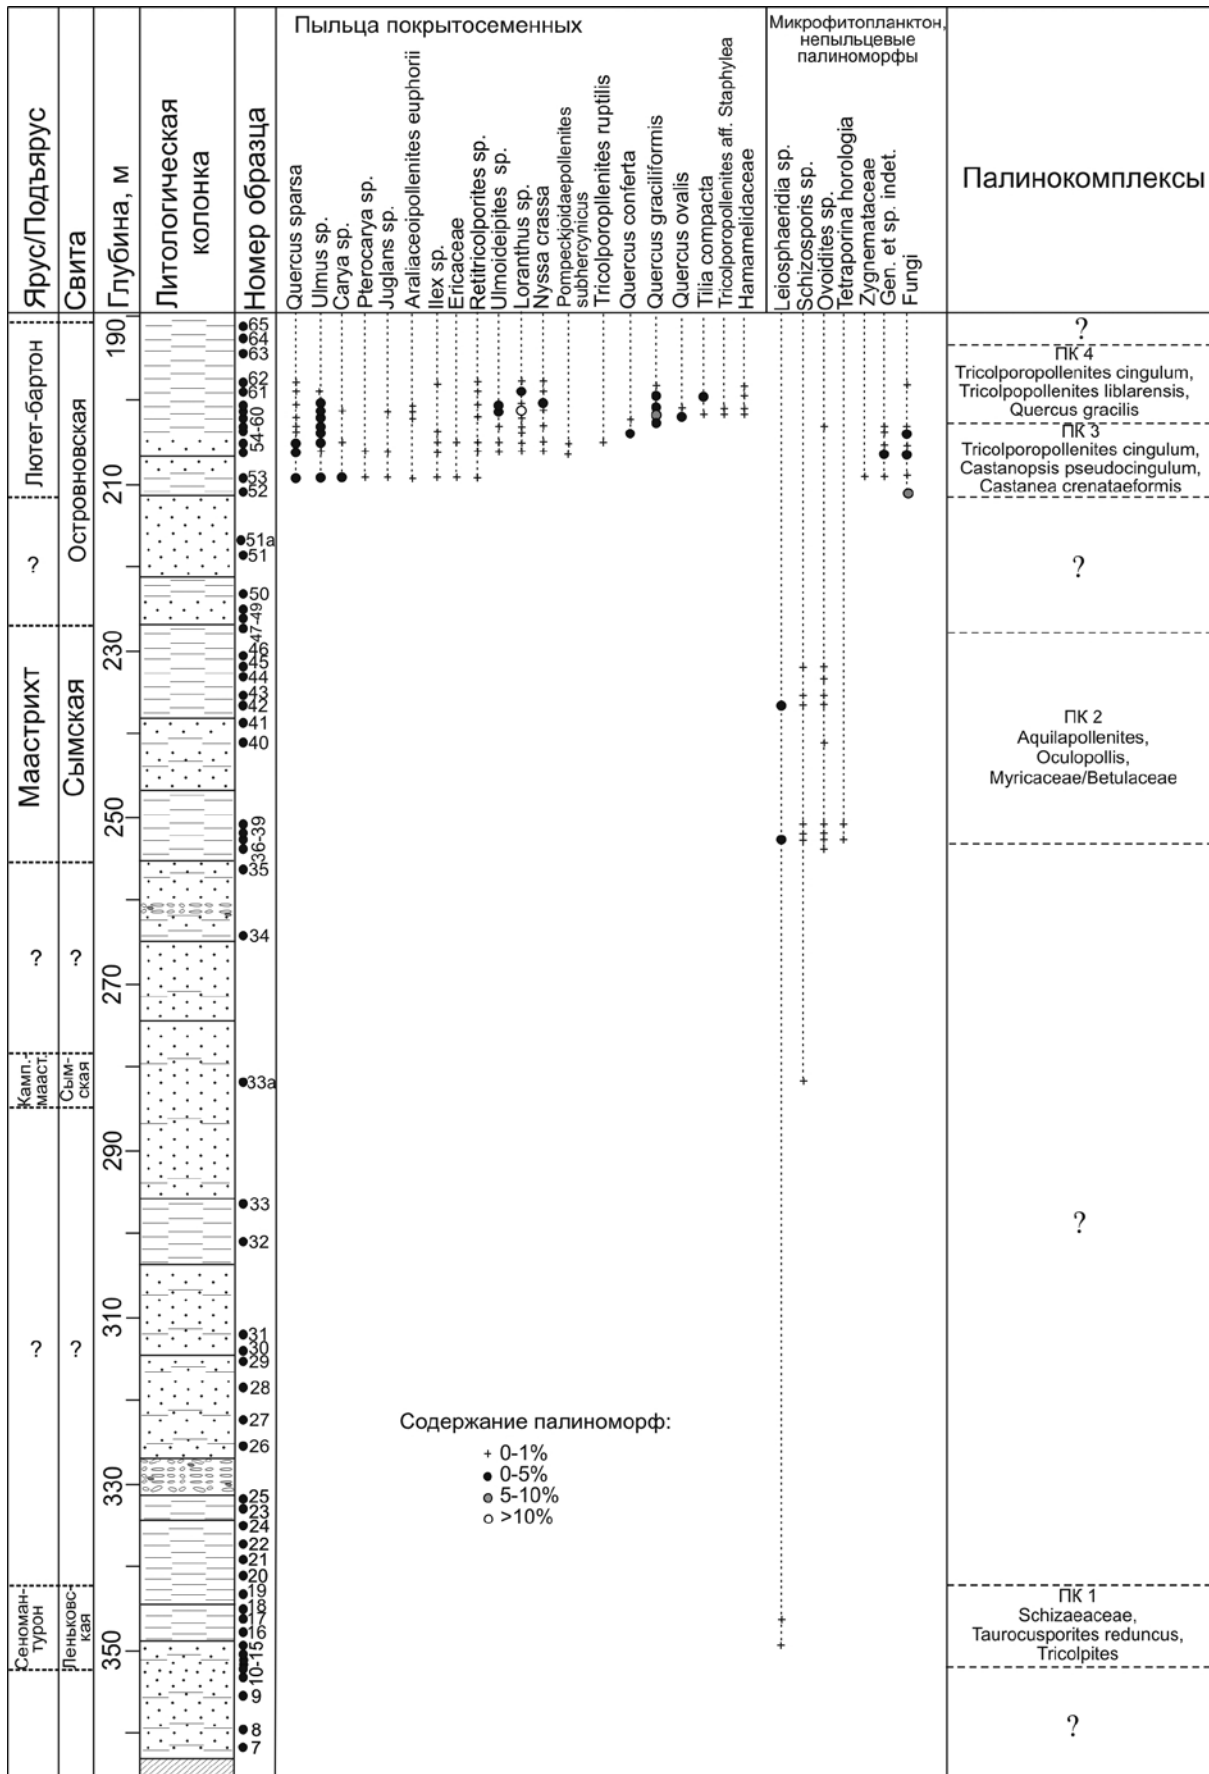 Ярус/Подъярус
Свита
Глубина, м
Литологическая
колонка
Номер образца
Пыльца покрытосеменных
Quercus sparsa
Ulmus sp.
Carya sp.
Pterocarya sp.
Juglans sp.
Araliaceoipollenites euphorii
Ilex sp.
Ericaceae
Retitricolporites sp.
Ulmoideipites sp.
Loranthus sp.
Nyssa crassa
Pompeckjoidaepollenites
subhercynicus
Tricolporopllenites ruptilis
Quercus conferta
Quercus graciliformis
Quercus ovalis
Tilia compacta
Tricolporopollenites aff. Staphylea
Hamamelidaceae
Микрофитопланктон,
непыльцевые
палиноморфы
Leiosphaeridia sp.
Schizosporis sp.
Ovoidites sp.
Tetraporina horologia
Zygnemataceae
Gen. et sp. indet.
Fungi
Палинокомплексы
Лютет-бартон
?
Маастрихт
?
Камп.
мааст.
?
Сеноман-
турон
Островновская
Сымская
?
Сым-
ская
?
Леньковс-
кая
190
210
230
250
270
290
310
330
350
65
64
63
62
61
54-60
53
52
51a
51
50
47-49
46
45
44
43
42
41
40
36-39
35
34
33a
33
32
31
30
29
28
27
26
25
23
24
22
21
20
19
18
17
16
10-15
9
8
7
Содержание палиноморф:
+ 0-1%
0-5%
5-10%
>10%
?
ПК 4
Tricolporopollenites cingulum,
Tricolpopollenites liblarensis,
Quercus gracilis
ПК 3
Tricolporopollenites cingulum,
Castanopsis pseudocingulum,
Castanea crenataeformis
?
ПК 2
Aquilapollenites,
Oculopollis,
Myricaceae/Betulaceae
?
ПК 1
Schizaeaceae,
Taurocusporites reduncus,
Tricolpites
?